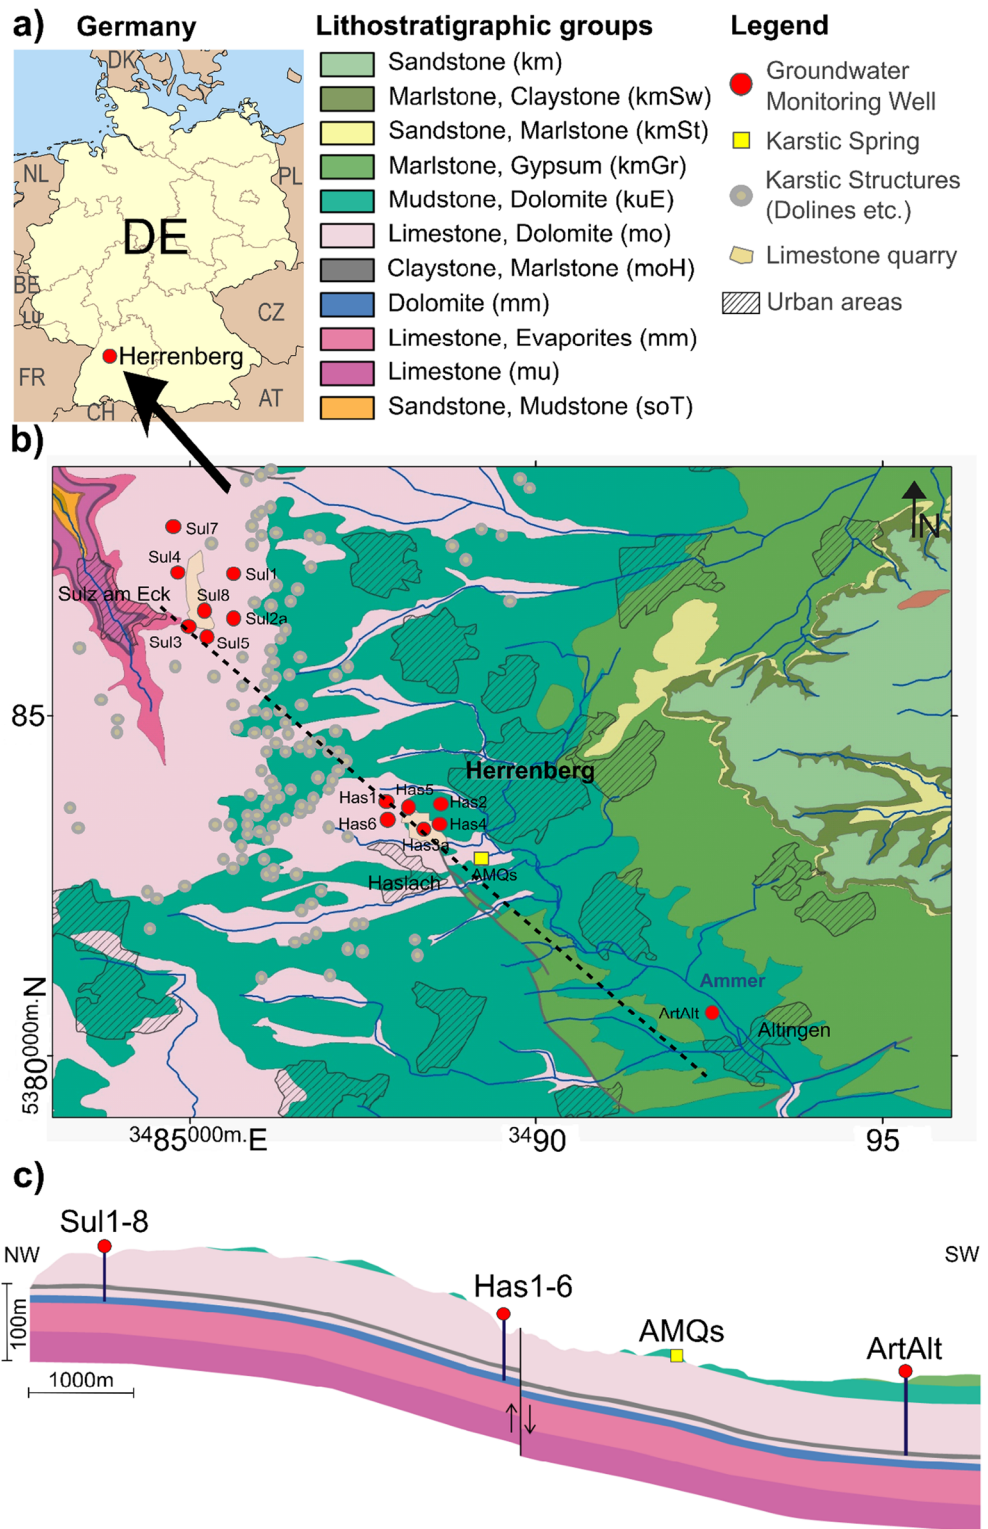 a)
Germany
DK
NL
PL
DE
BE
LU
CZ
Herrenberg
FR
AT
CH
Lithostratigraphic groups
Sandstone (km)
Marlstone, Claystone (kmSw)
Sandstone, Marlstone (kmSt)
Marlstone, Gypsum (kmGr)
Mudstone, Dolomite (kuE)
Limestone, Dolomite (mo)
Claystone, Marlstone (moH)
Dolomite (mm)
Limestone, Evaporites (mm)
Limestone (mu)
Sandstone, Mudstone (soT)
Legend
Groundwater
Monitoring Well
Karstic Spring
Karstic Structures
(Dolines etc.)
Limestone quarry
Urban areas
b)
N
Sul7
Sul4
Sul1
Sulz am Eck
Sul8
Sul2a
Sul3
Sul5
85
Herrenberg
Has1
Has5
Has2
Has6
Has4
Has3a
AMQs
Haslach
Ammer
ArtAlt
Altingen
5380000m. N
3485000m. E
3490
95
c)
Sul1-8
NW
SW
Has1-6
100m
AMQs
ArtAlt
1000m